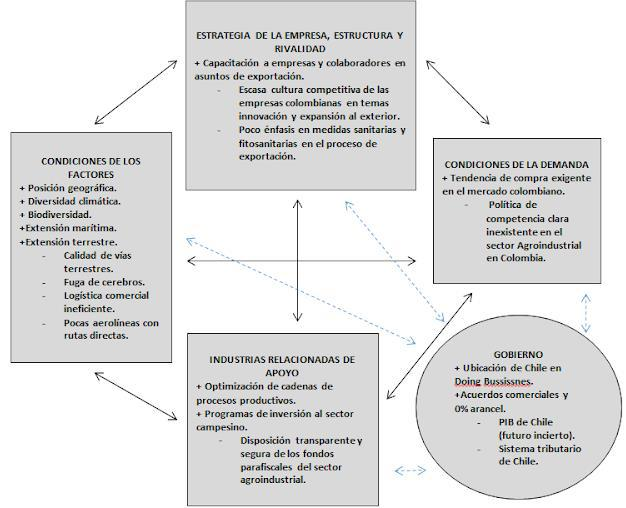 ESTRATEGIA DE LA EMPRESA, ESTRUCTURA Y
RIVALIDAD
+ Capacitación a empresas y colaboradores en
asuntos de exportación.
- Escasa cultura competitiva de las
empresas colombianas en temas
innovación y expansión al exterior.
- Poco énfasis en medidas sanitarias y
fitosanitarias en el proceso de
exportación.
CONDICIONES DE LOS
FACTORES
+ Posición geográfica.
+ Diversidad climática.
+ Biodiversidad.
+Extensión marítima.
+Extensión terrestre.
- Calidad de vías
terrestres.
- Fuga de cerebros.
- Logística comercial
ineficiente.
- Pocas aerolíneas con
rutas directas.
CONDICIONES DE LA DEMANDA
+ Tendencia de compra exigente
en el mercado colombiano.
- Política de
competencia clara
inexistente en el
sector Agroindustrial
en Colombia.
INDUSTRIAS RELACIONADAS DE
APOYO
+ Optimización de cadenas de
procesos productivos.
+ Programas de inversión al sector
campesino.
- Disposición transparente y
segura de los fondos
parafiscales del sector
agroindustrial.
GOBIERNO
+ Ubicación de Chile en
Doing Bussissnes.
+Acuerdos comerciales y
0% arancel.
- PIB de Chile
(futuro incierto).
- Sistema tributario
de Chile.